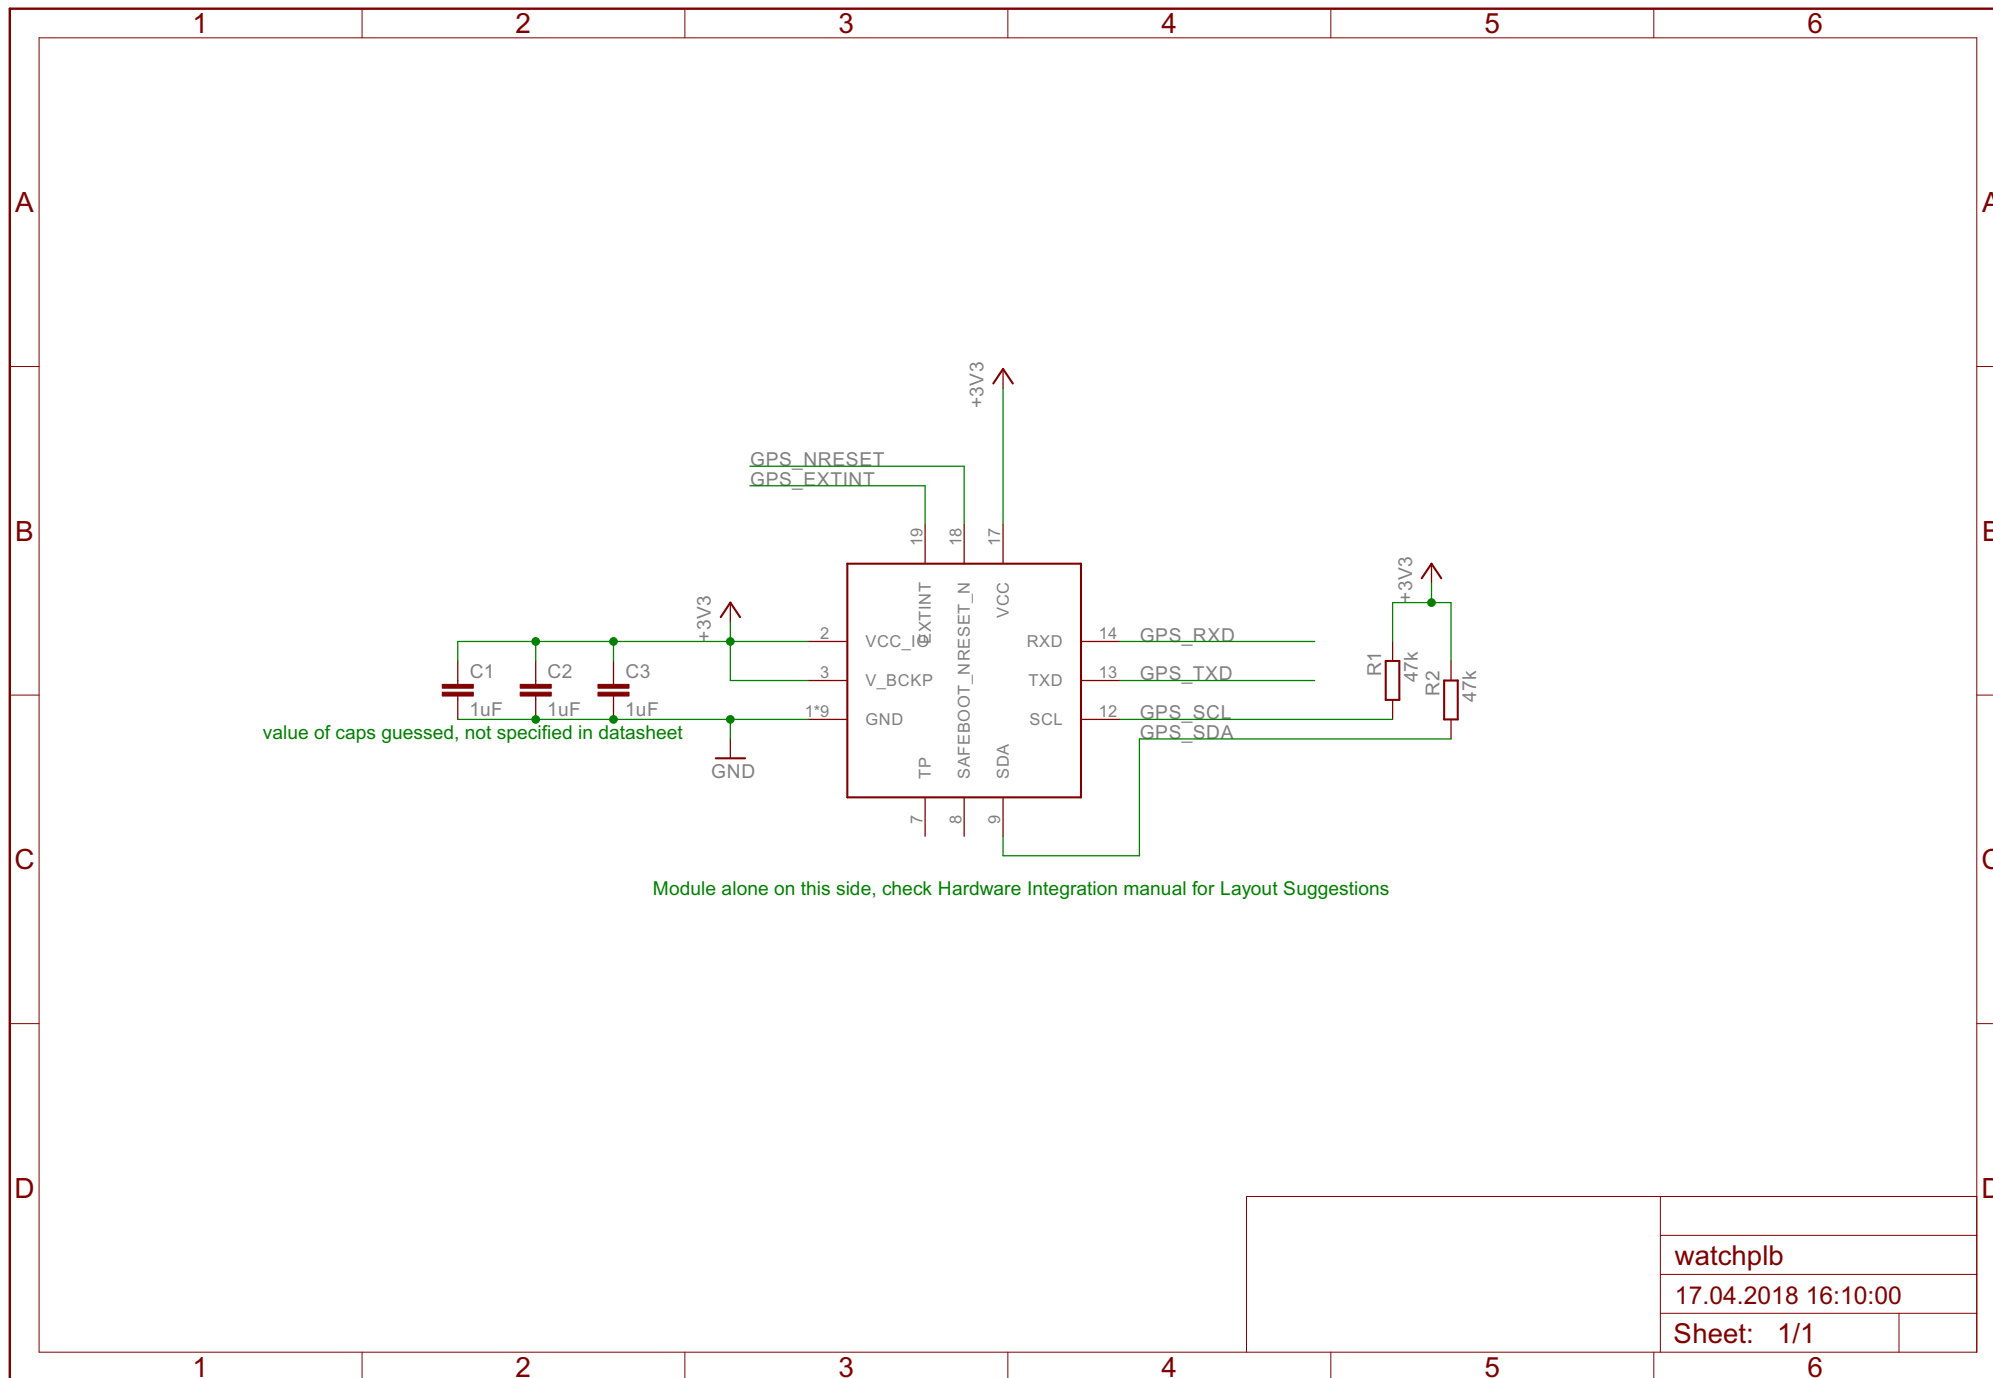 1 2 3 4 5 6
A A
+3V3
GPS_NRESET
GPS_EXTINT
B B
19 18 17
+3V3
+3V3
EXTINT
SAFEBOOT_NRESET_N
VCC
2 VCC_IO RXD 14 GPS_RXD
C1 C2 C3
3 V_BCKP TXD 13 GPS_TXD
R1 47k
R2 47k
1uF 1uF 1uF
1*9 GND SCL 12 GPS_SCL
value of caps guessed, not specified in datasheet
GPS_SDA
GND
TP
SDA
7 8 9
C C
Module alone on this side, check Hardware Integration manual for Layout Suggestions
D D
watchplb
17.04.2018 16:10:00
Sheet: 1/1
1 2 3 4 5 6